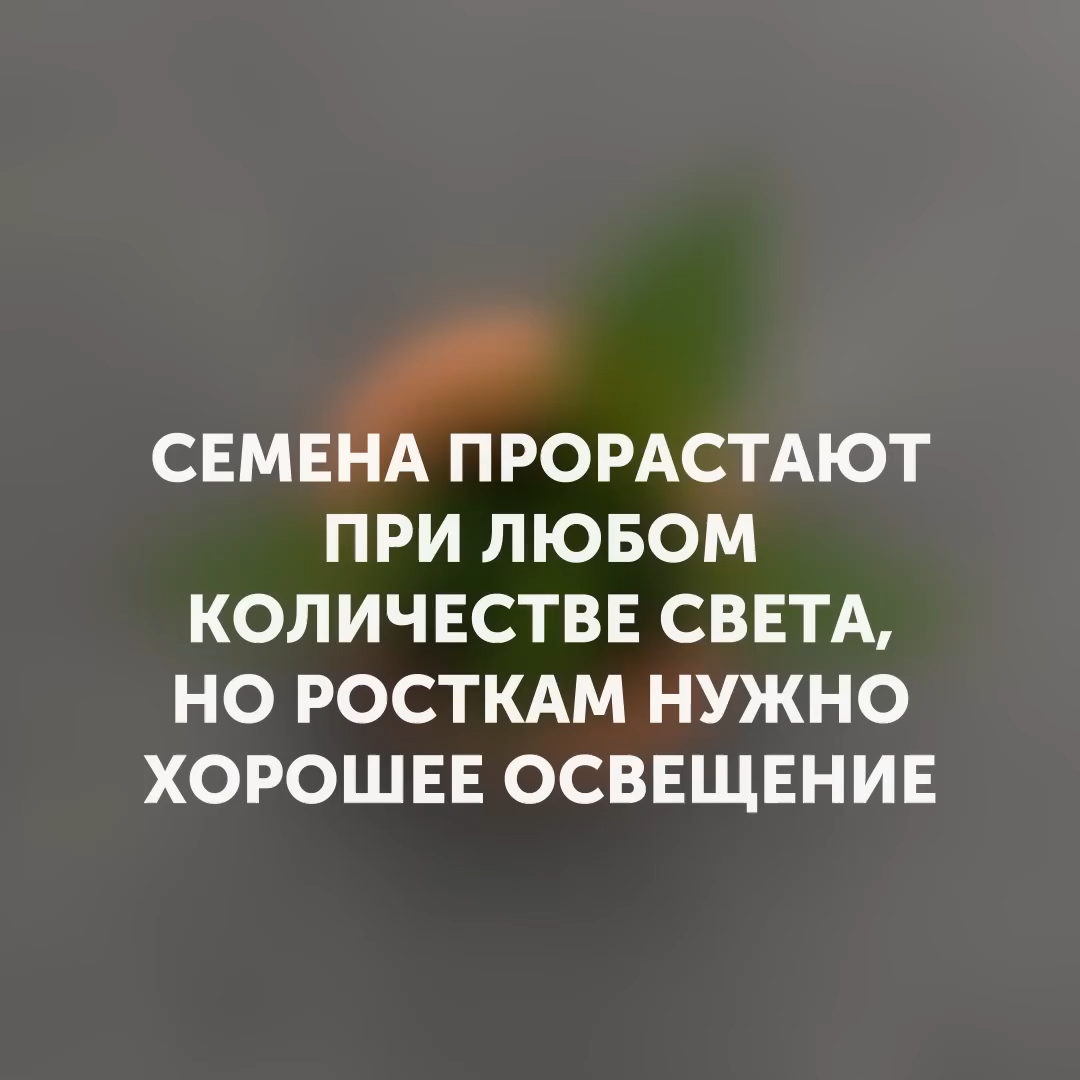 СЕМЕНА ПРОРАСТАЮТ
ПРИ ЛЮБОМ
КОЛИЧЕСТВЕ СВЕТА,
НО РОСТКАМ НУЖНО
ХОРОШЕЕ ОСВЕЩЕНИЕ